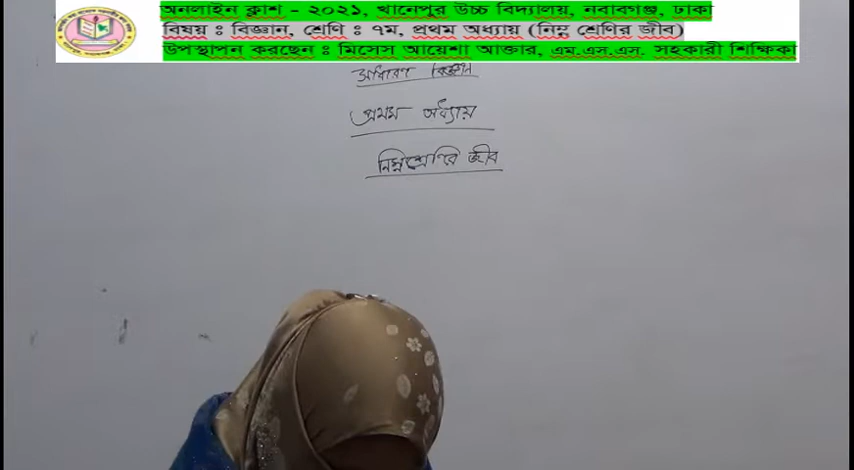 অনলাইন ক্লাশ - ২০২১, খানেপুর উচ্চ বিদ্যালয়, নবাবগঞ্জ, ঢাকা
বিষয় ঃ বিজ্ঞান, শ্রেণি ঃ ৭ম, প্রথম অধ্যায় (নিম্ন শ্রেণির জীব)
উপস্থাপন করছেন ঃ মিসেস আয়েশা আক্তার, এম.এস.এস. সহকারী শিক্ষিকা
সাধারণ বিজ্ঞান
প্রথম অধ্যায়
নিম্নশ্রেণির জীব